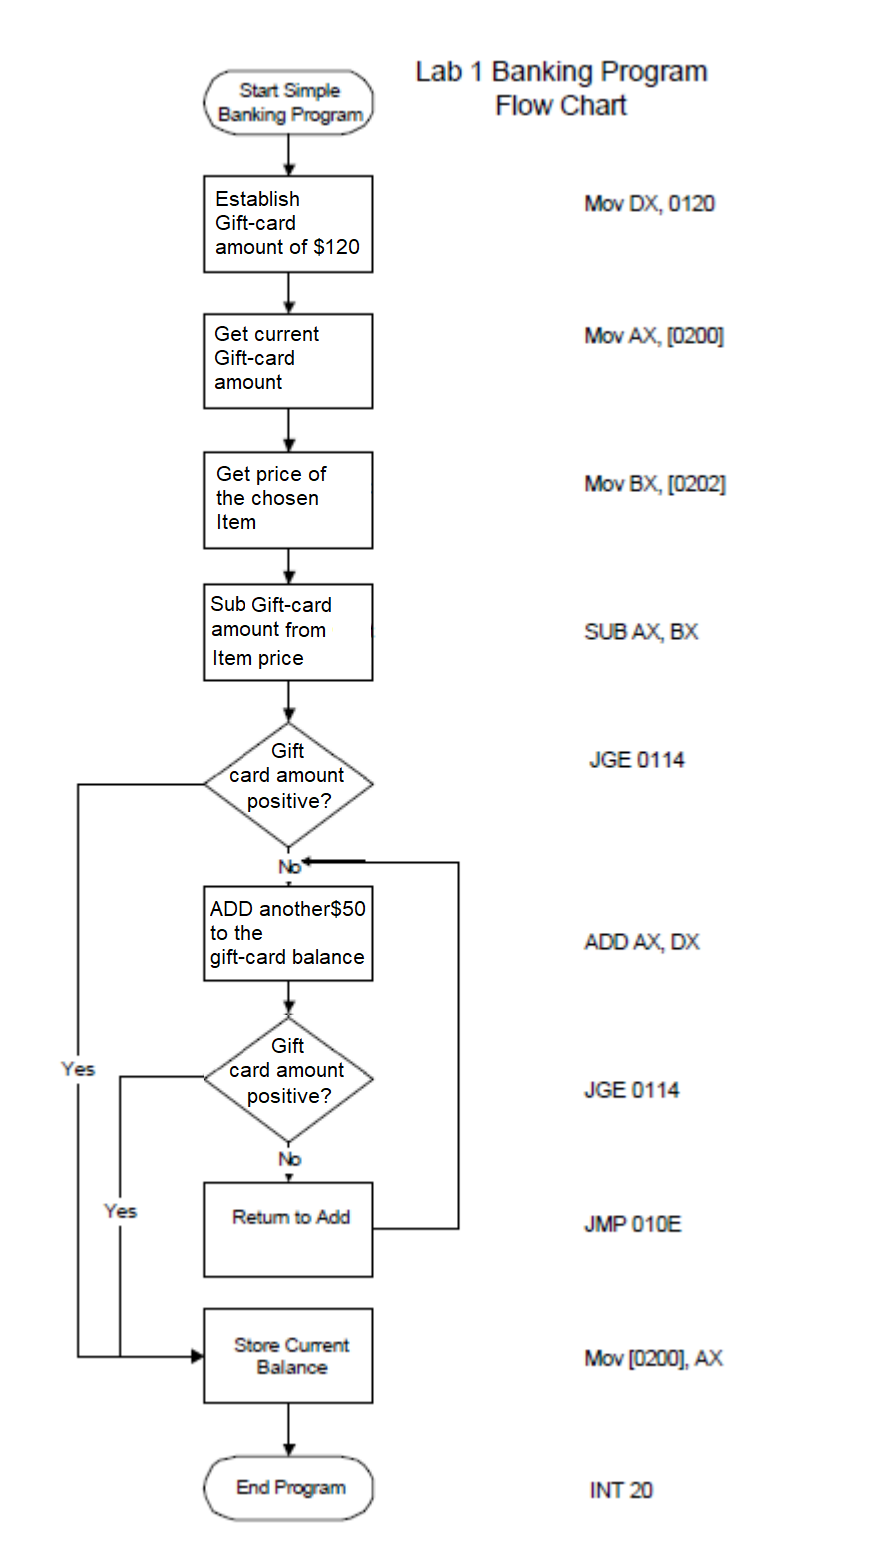 Lab 1 Banking Program
Flow Chart
Start Simple
Banking Program
Establish
Gift-card
amount of $120
Mov DX, 0120
Get current
Gift-card
amount
Mov AX, [0200]
Get price of
the chosen
Item
Mov BX, [0202]
Sub Gift-card
amount from
Item price
SUB AX, BX
Gift
card amount
positive?
JGE 0114
No
ADD another$50
to the
gift-card balance
ADD AX, DX
Gift
card amount
positive?
Yes
JGE 0114
No
Yes
Return to Add
JMP 010E
Store Current
Balance
Mov [0200], AX
End Program
INT 20